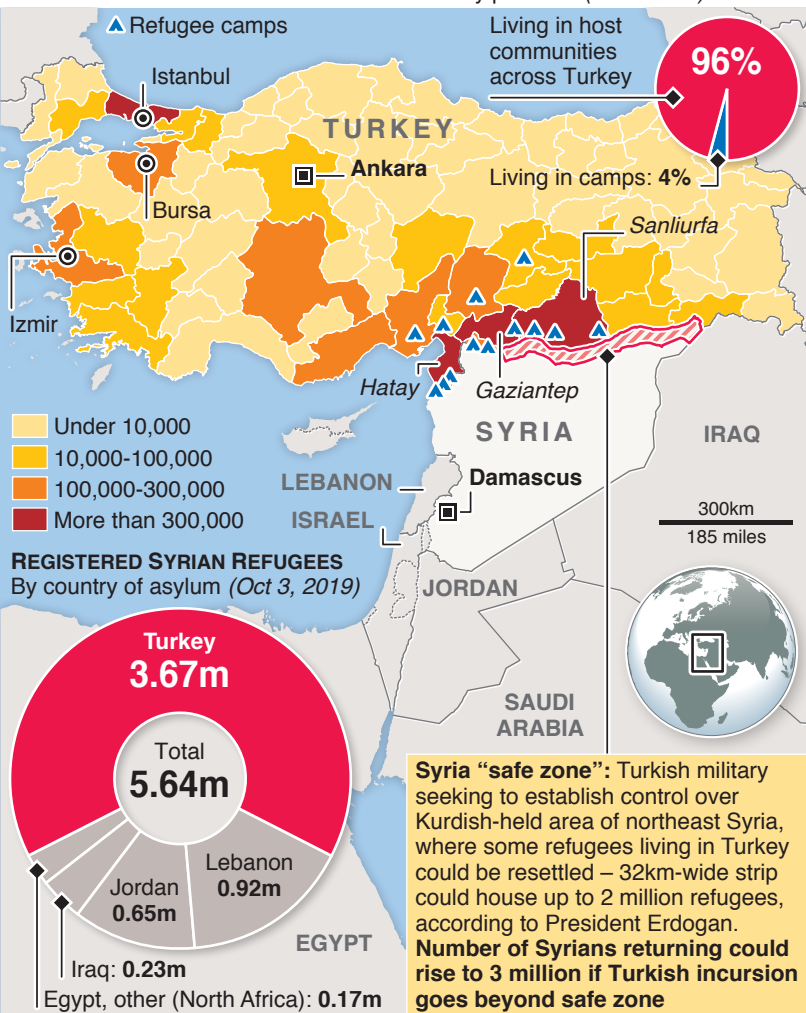 Refugee camps
Istanbul
Living in host
communities
across Turkey
96%
TURKEY
Ankara
Living in camps: 4%
Bursa
Sanliurfa
Izmir
Hatay
Gaziantep
Under 10,000
10,000-100,000
100,000-300,000
More than 300,000
SYRIA
IRAQ
LEBANON
Damascus
ISRAEL
300km
185 miles
JORDAN
SAUDI
ARABIA
EGYPT
REGISTERED SYRIAN REFUGEES
By country of asylum (Oct 3, 2019)
Turkey
3.67m
Total
5.64m
Lebanon
0.92m
Jordan
0.65m
Iraq: 0.23m
Egypt, other (North Africa): 0.17m
Syria “safe zone”: Turkish military
seeking to establish control over
Kurdish-held area of northeast Syria,
where some refugees living in Turkey
could be resettled – 32km-wide strip
could house up to 2 million refugees,
according to President Erdogan.
Number of Syrians returning could
rise to 3 million if Turkish incursion
goes beyond safe zone